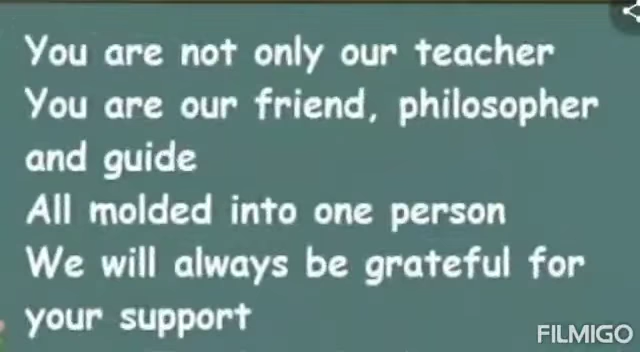 You are not only our teacher
You are our friend, philosopher
and guide
All molded into one person
We will always be grateful for
your support
FILMIGO